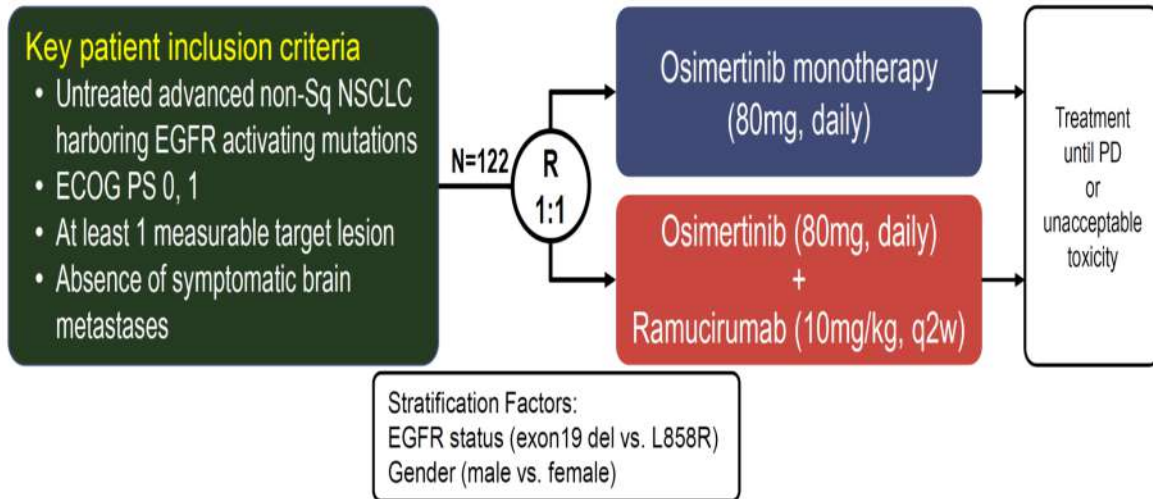 Key patient inclusion criteria
• Untreated advanced non-Sq NSCLC
harboring EGFR activating mutations
• ECOG PS 0, 1
• At least 1 measurable target lesion
• Absence of symptomatic brain
metastases
N=122
R
1:1
Osimertinib monotherapy
(80mg, daily)
Osimertinib (80mg, daily)
+
Ramucirumab (10mg/kg, q2w)
Treatment
until PD
or
unacceptable
toxicity
Stratification Factors:
EGFR status (exon19 del vs. L858R)
Gender (male vs. female)